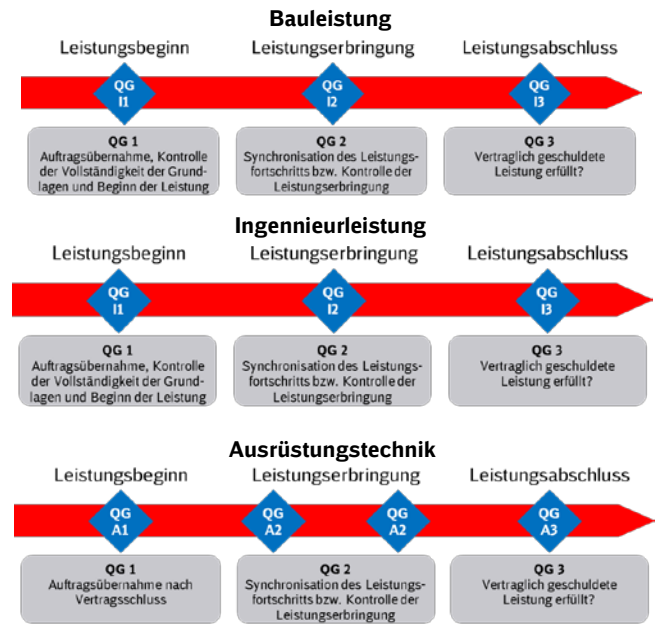 Bauleistung
Leistungsbeginn Leistungserbringung Leistungsabschluss
QG
I1
QG
I2
QG
I3
QG 1
Auftragsübernahme, Kontrolle
der Vollständigkeit der Grund-
lagen und Beginn der Leistung
QG 2
Synchronisation des Leistungs-
fortschritts bzw. Kontrolle der
Leistungserbringung
QG 3
Vertraglich geschuldete
Leistung erfüllt?
Ingennieurleistung
Leistungsbeginn Leistungserbringung Leistungsabschluss
QG
I1
QG
I2
QG
I3
QG 1
Auftragsübernahme, Kontrolle
der Vollständigkeit der Grund-
lagen und Beginn der Leistung
QG 2
Synchronisation des Leistungs-
fortschritts bzw. Kontrolle der
Leistungserbringung
QG 3
Vertraglich geschuldete
Leistung erfüllt?
Ausrüstungstechnik
Leistungsbeginn Leistungserbringung Leistungsabschluss
QG
A1
QG
A2
QG
A2
QG
A3
QG 1
Auftragsübernahme nach
Vertragsschluss
QG 2
Synchronisation des Leistungs-
fortschritts bzw. Kontrolle der
Leistungserbringung
QG 3
Vertraglich geschuldete
Leistung erfüllt?